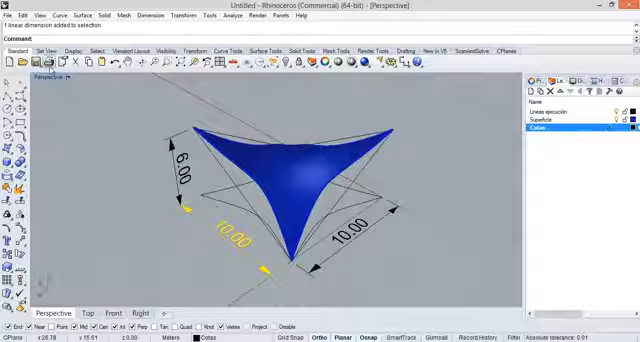 Untitled - Rhinoceros (Commercial) (64-bit) - [Perspective]
File Edit View Curve Surface Solid Mesh Dimension Transform Tools Analyze Render Panels Help
1 linear dimension added to selection.
Command:
Standard Set View Display Select Viewport Layout Visibility Transform Curve Tools Surface Tools Solid Tools Mesh Tools Render Tools Drafting New in V5 ScanAndSolve CPlanes
Perspective
Name
Lineas ejecución
Superficie
Cotas
6.00
10.00
10.00
Perspective Top Front Right
End Near Point Mid Cen Int Perp Tan Quad Knot Vertex Project Disable
CPlane x 26.78 y 15.61 z 0.00 Meters Cotas Grid Snap Ortho Planar Osnap SmartTrack Gumball Record History Filter Absolute tolerance: 0.01